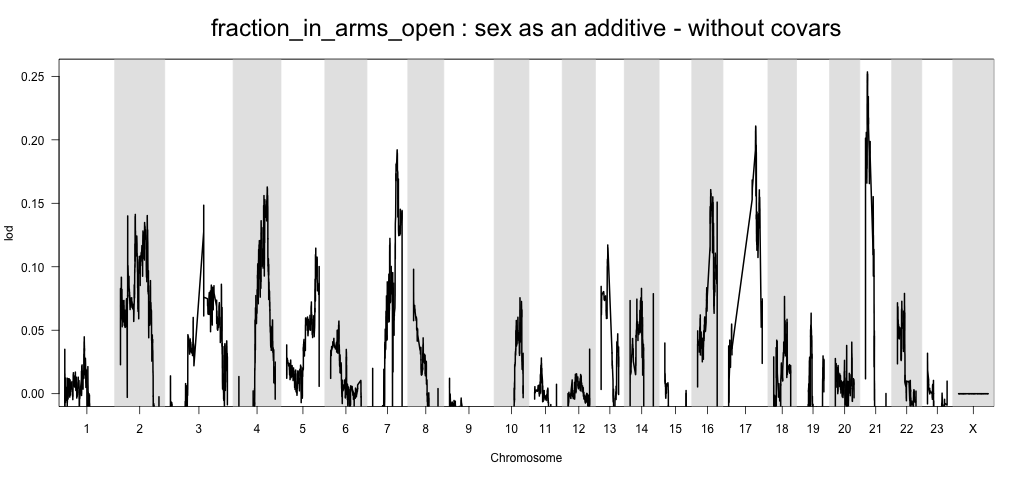 fraction_in_arms_open : sex as an additive - without covars
0.25
0.20
0.15
0.10
0.05
0.00
lod
1 2 3 4 5 6 7 8 9 10 11 12 13 14 15 16 17 18 19 20 21 22 23 X
Chromosome